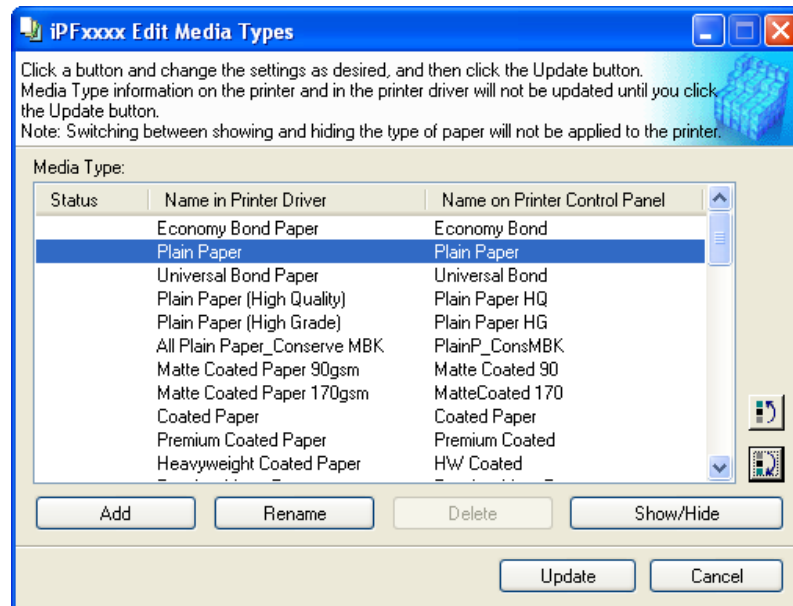 iPFxxxx Edit Media Types
Click a button and change the settings as desired, and then click the Update button.
Media Type information on the printer and in the printer driver will not be updated until you click
the Update button.
Note: Switching between showing and hiding the type of paper will not be applied to the printer.
Media Type:
Status Name in Printer Driver Name on Printer Control Panel
Economy Bond Paper Economy Bond
Plain Paper Plain Paper
Universal Bond Paper Universal Bond
Plain Paper (High Quality) Plain Paper HQ
Plain Paper (High Grade) Plain Paper HG
All Plain Paper_Conserve MBK PlainP_ConsMBK
Matte Coated Paper 90gsm Matte Coated 90
Matte Coated Paper 170gsm MatteCoated 170
Coated Paper Coated Paper
Premium Coated Paper Premium Coated
Heavyweight Coated Paper HW Coated
Add Rename Delete Show/Hide
Update Cancel